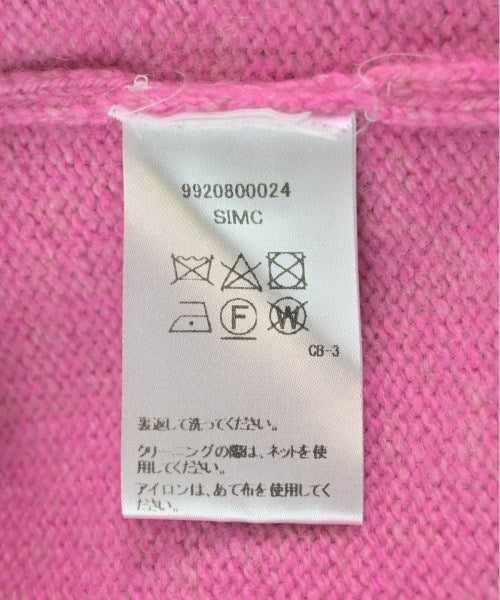 9920800024
SIMC
F
W
CB-3
裏返して洗ってください。
クリーニングの際は、ネットを使
用してください。
アイロンは、あて布を使用してく
ださい。